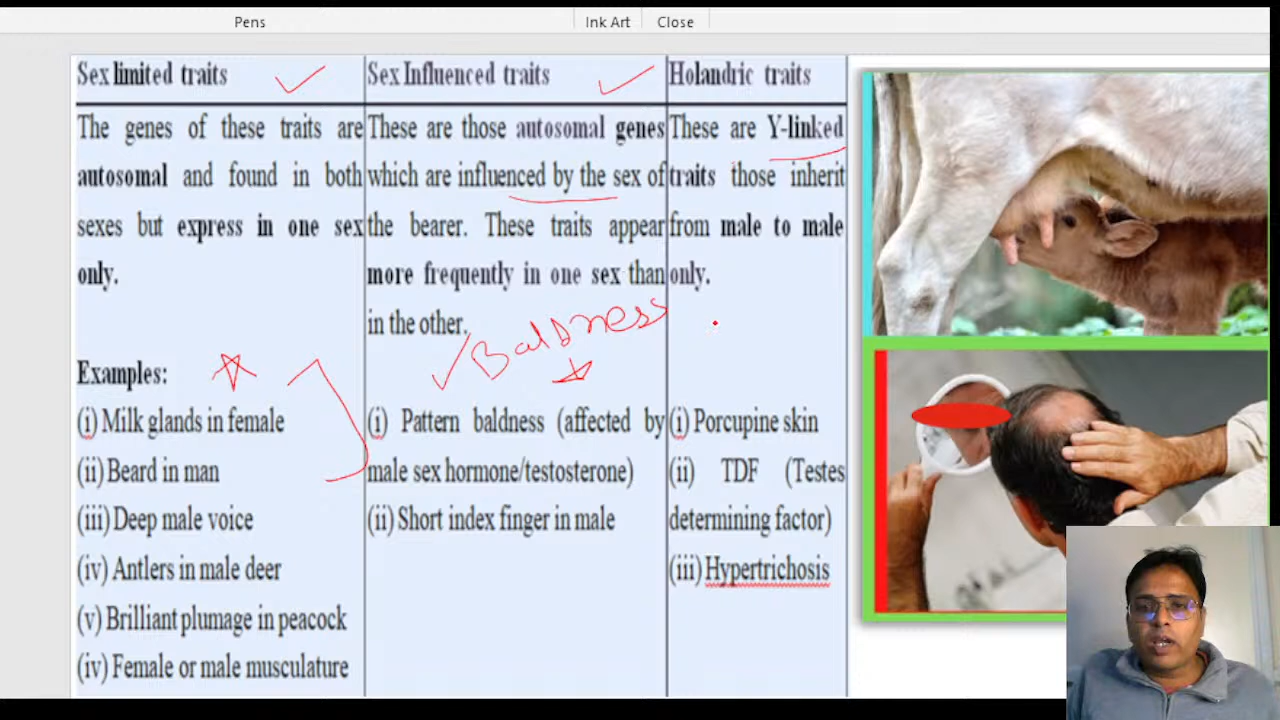 Pens
Ink Art
Close
Sex limited traits
The genes of these traits are
autosomal and found in both
sexes but express in one sex
only.
Examples:
(i) Milk glands in female
(ii) Beard in man
(iii) Deep male voice
(iv) Antlers in male deer
(v) Brilliant plumage in peacock
(iv) Female or male musculature
Sex Influenced traits
These are those autosomal genes
which are influenced by the sex of
the bearer. These traits appear
more frequently in one sex than
in the other.
Baldness
(i) Pattern baldness (affected by
male sex hormone/testosterone)
(ii) Short index finger in male
Holandric traits
These are Y-linked
traits those inherit
from male to male
only.
(i) Porcupine skin
(ii) TDF (Testes
determining factor)
(iii) Hypertrichosis